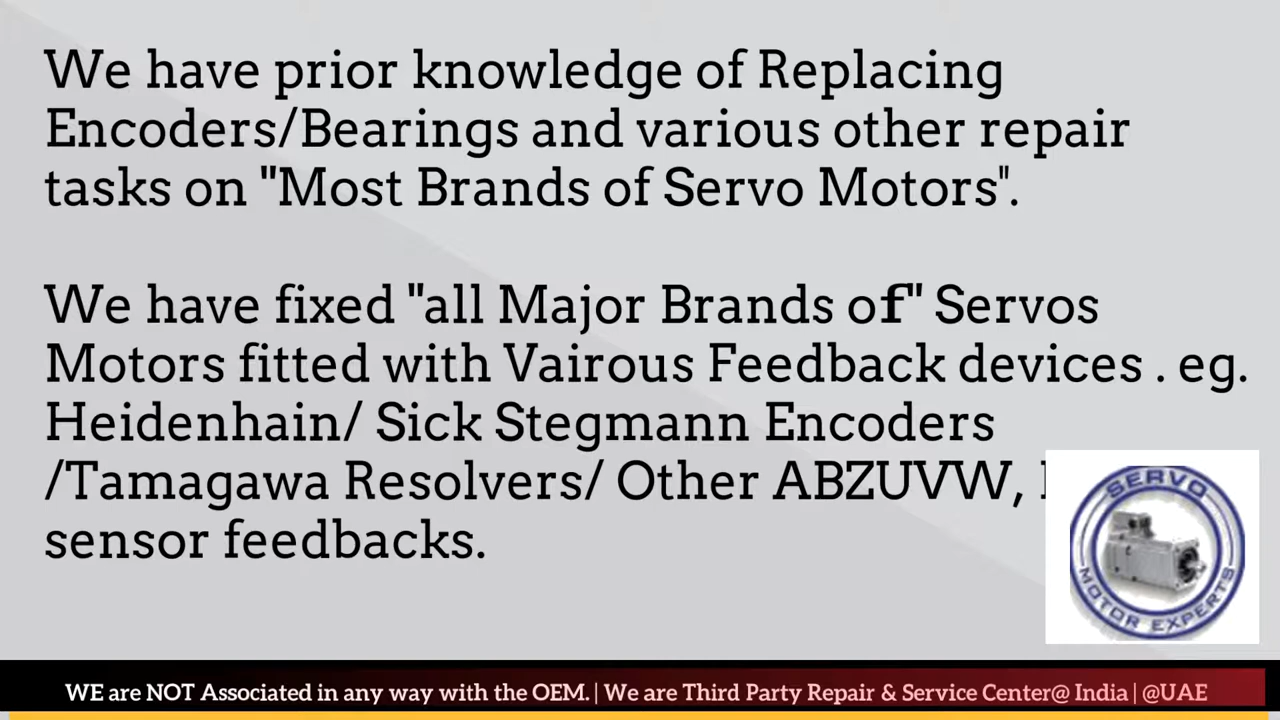 We have prior knowledge of Replacing
Encoders/Bearings and various other repair
tasks on "Most Brands of Servo Motors".
We have fixed "all Major Brands of" Servos
Motors fitted with Vairous Feedback devices . eg.
Heidenhain/ Sick Stegmann Encoders
/Tamagawa Resolvers/ Other ABZUVW,
sensor feedbacks.
SERVO
MOTOR EXPERTS
WE are NOT Associated in any way with the OEM. | We are Third Party Repair & Service Center@ India | @UAE